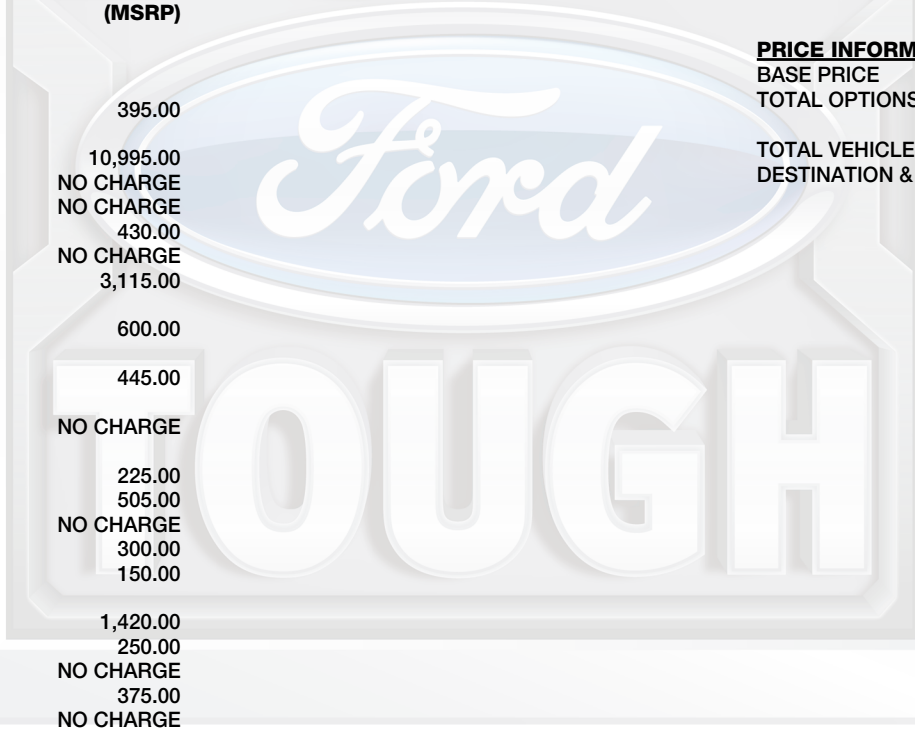 (MSRP)
395.00
10,995.00
NO CHARGE
NO CHARGE
430.00
NO CHARGE
3,115.00
600.00
445.00
NO CHARGE
225.00
505.00
NO CHARGE
300.00
150.00
1,420.00
250.00
NO CHARGE
375.00
NO CHARGE
PRICE INFORM
BASE PRICE
TOTAL OPTIONS
TOTAL VEHICLE
DESTINATION &
Ford
TOUGH